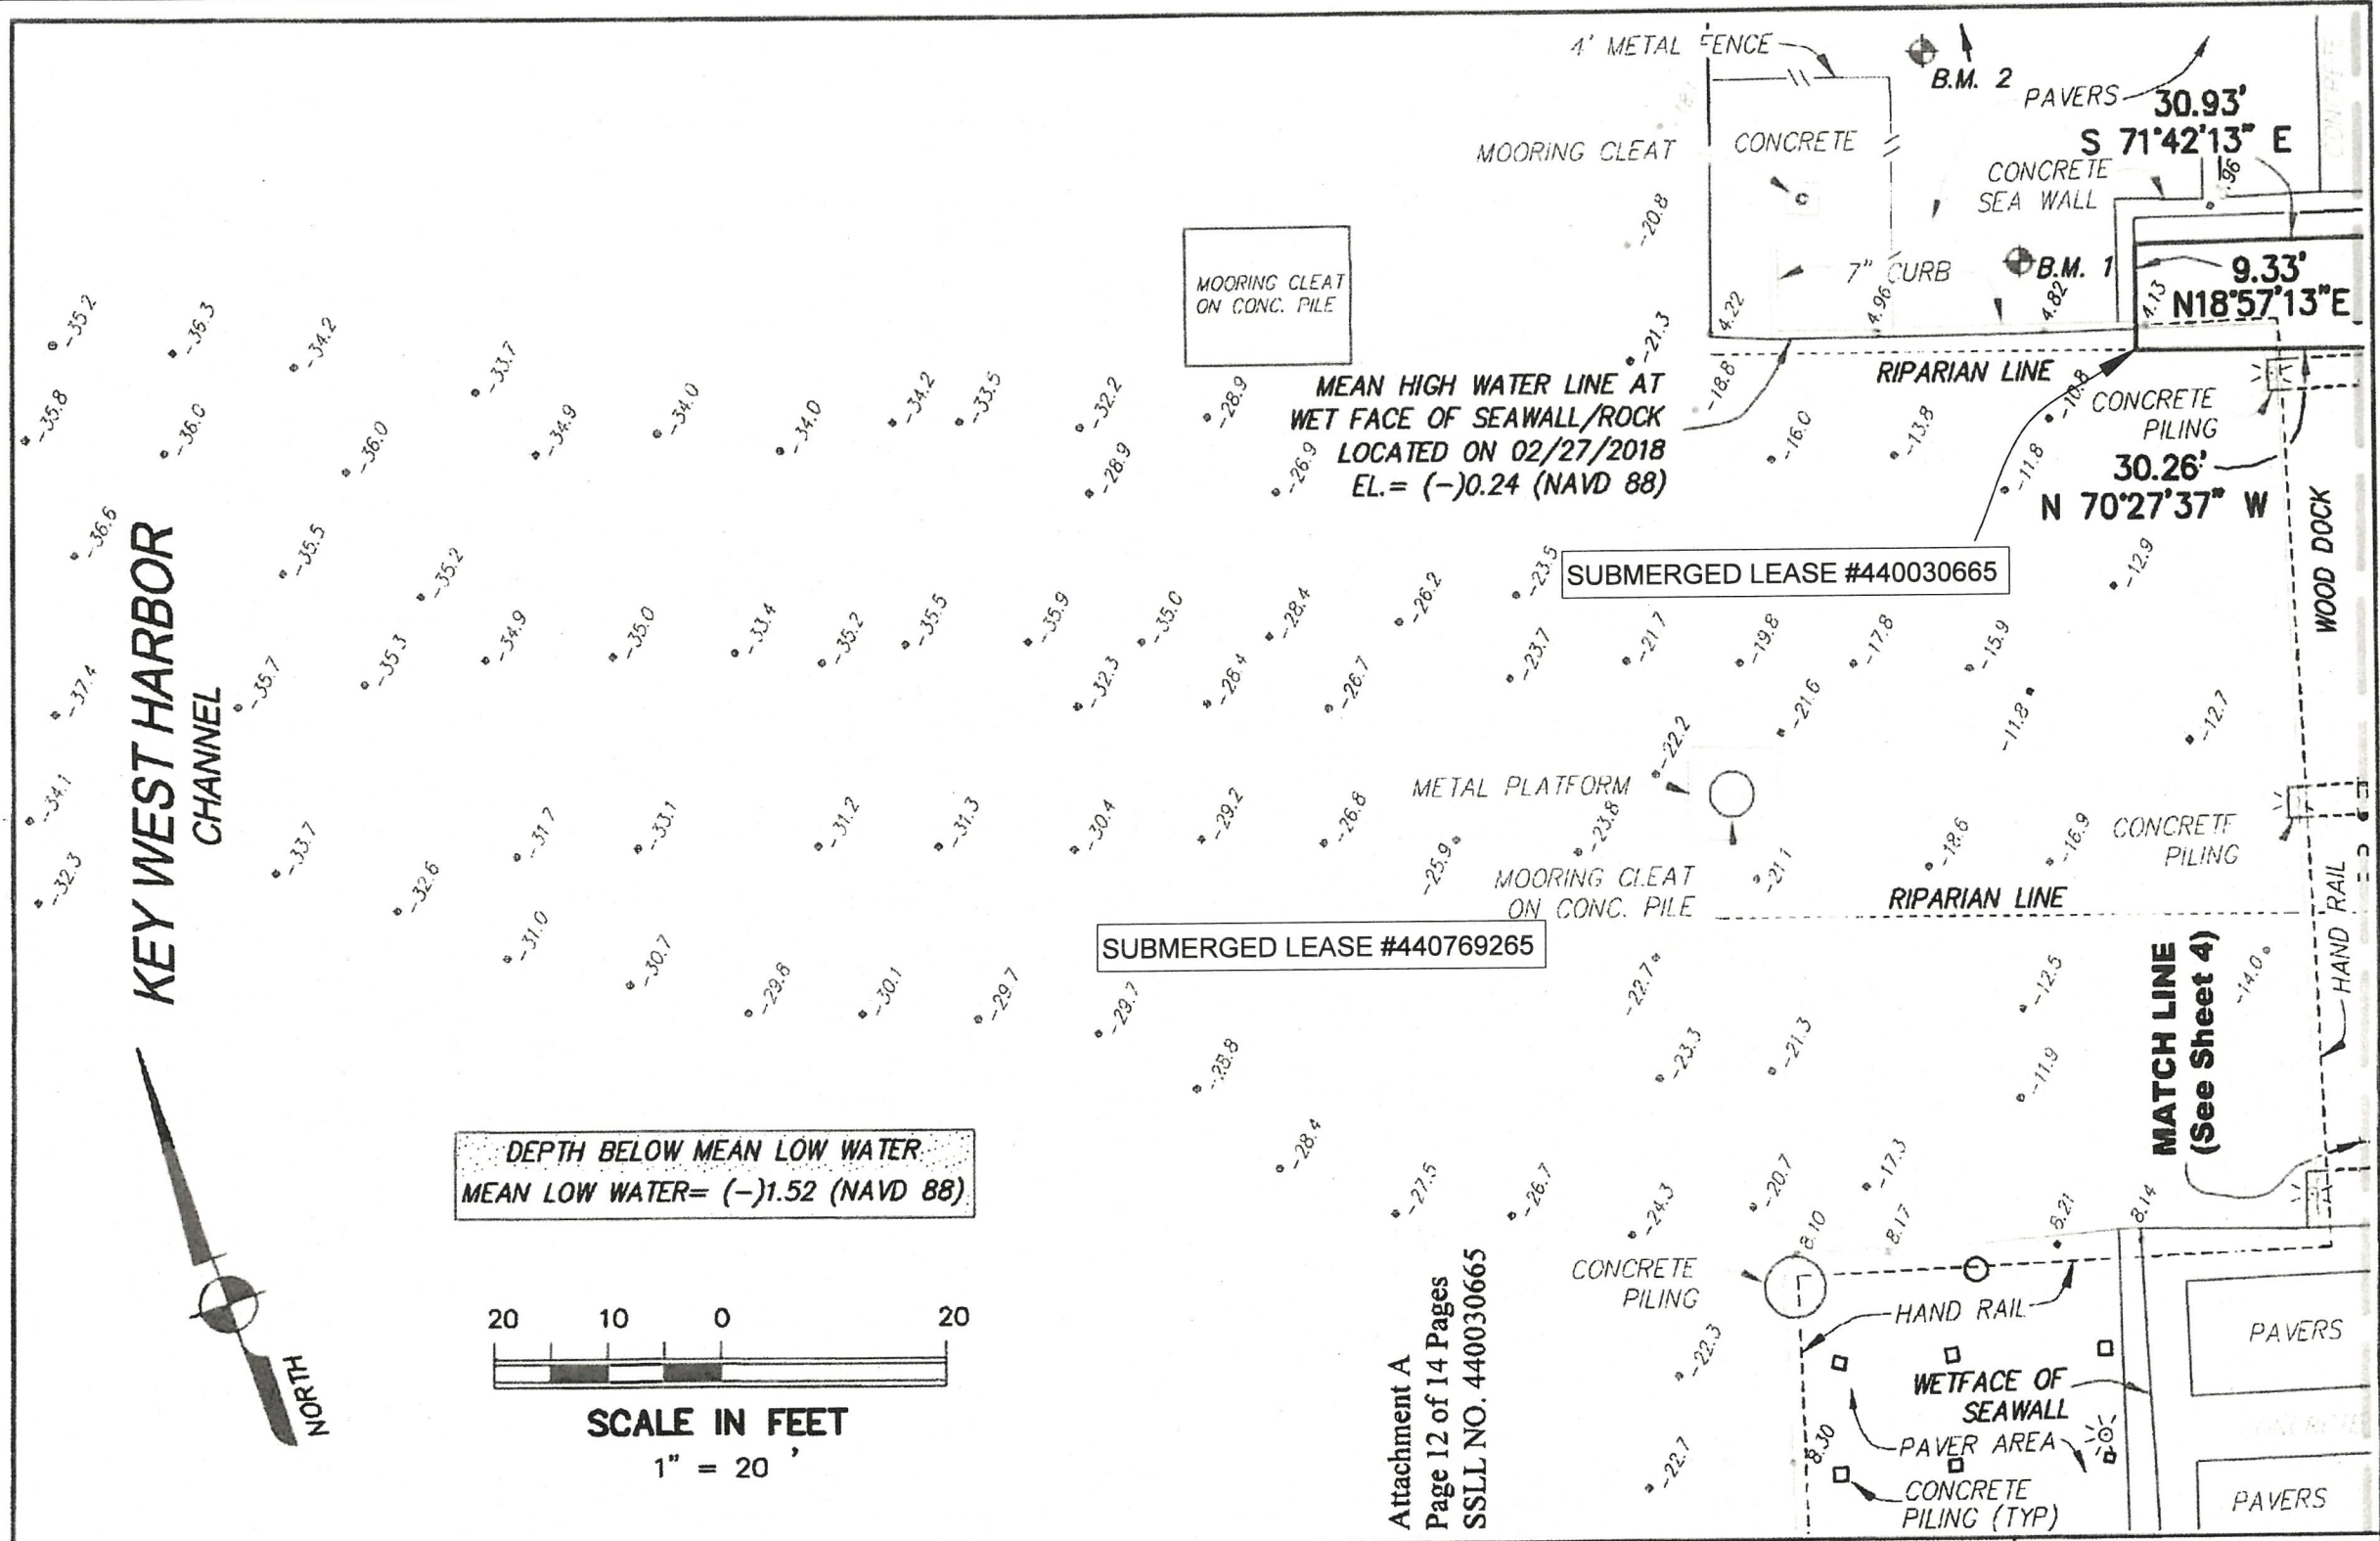 4' METAL FENCE
B.M. 2
PAVERS
30.93'
S 71°42'13" E
CONCRETE
MOORING CLEAT
CONCRETE
CONCRETE
SEA WALL
-20.8
MOORING CLEAT
ON CONC. PILE
7" CURB
B.M. 1
9.33'
N18°57'13"E
4.22
4.96
4.82
4.13
-35.2
-36.3
-34.2
-33.7
-21.3
RIPARIAN LINE
MEAN HIGH WATER LINE AT
WET FACE OF SEAWALL/ROCK
LOCATED ON 02/27/2018
EL.= (-)0.24 (NAVD 88)
-35.8
-36.0
-36.0
-34.9
-34.0
-34.0
-34.2
-33.5
-32.2
-28.9
-28.9
-26.9
-18.8
-16.0
-13.8
-10.8
-11.8
CONCRETE
PILING
30.26'
N 70°27'37" W
WOOD DOCK
SUBMERGED LEASE #440030665
-36.6
-35.5
-35.2
-23.5
-12.9
KEY WEST HARBOR
CHANNEL
-37.4
-35.7
-35.3
-34.9
-35.0
-33.4
-35.2
-35.5
-35.9
-35.0
-28.4
-26.2
-32.3
-28.4
-26.7
-23.7
-21.7
-19.8
-17.8
-15.9
-22.2
-21.6
-11.8
-12.7
METAL PLATFORM
-34.1
-32.3
-33.7
-32.6
-31.7
-33.1
-31.2
-31.3
-30.4
-29.2
-26.8
-25.9
-23.8
-21.1
-18.6
-16.9
CONCRETE
PILING
MOORING CLEAT
ON CONC. PILE
RIPARIAN LINE
HAND RAIL
SUBMERGED LEASE #440769265
-31.0
-30.7
-29.8
-30.1
-29.7
-29.7
-28.8
-22.7
-23.3
-21.3
-12.5
-11.9
-14.0
MATCH LINE
(See Sheet 4)
DEPTH BELOW MEAN LOW WATER
MEAN LOW WATER= (-)1.52 (NAVD 88)
-28.4
-27.5
-26.7
-24.3
-20.7
-17.3
8.10
8.17
8.21
8.14
NORTH
20 10 0 20
SCALE IN FEET
1" = 20 '
Attachment A
Page 12 of 14 Pages
SSLL NO. 440030665
CONCRETE
PILING
HAND RAIL
PAVERS
-22.3
WETFACE OF
SEAWALL
-22.7
8.30
PAVER AREA
CONCRETE
PILING (TYP)
CONCRETE
PAVERS